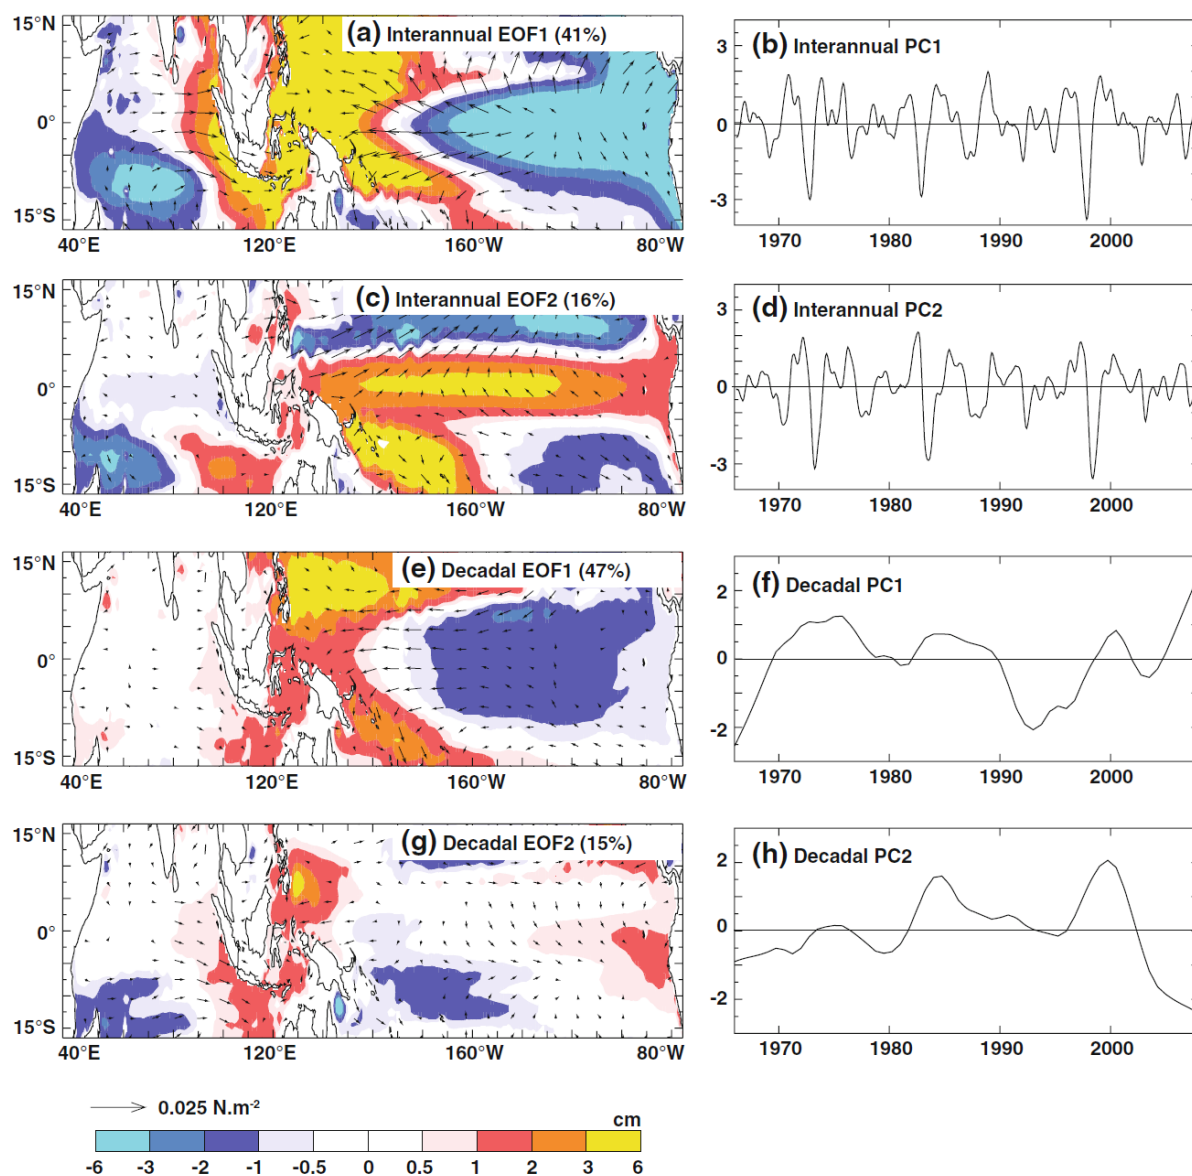 (a) Interannual EOF1 (41%)
15°N
0°
15°S
40°E 120°E 160°W 80°W
(b) Interannual PC1
3
0
-3
1970 1980 1990 2000
(c) Interannual EOF2 (16%)
15°N
0°
15°S
40°E 120°E 160°W 80°W
(d) Interannual PC2
3
0
-3
1970 1980 1990 2000
(e) Decadal EOF1 (47%)
15°N
0°
15°S
40°E 120°E 160°W 80°W
(f) Decadal PC1
2
0
-2
1970 1980 1990 2000
(g) Decadal EOF2 (15%)
15°N
0°
15°S
40°E 120°E 160°W 80°W
(h) Decadal PC2
2
0
-2
1970 1980 1990 2000
0.025 N.m-2
cm
-6 -3 -2 -1 -0.5 0 0.5 1 2 3 6